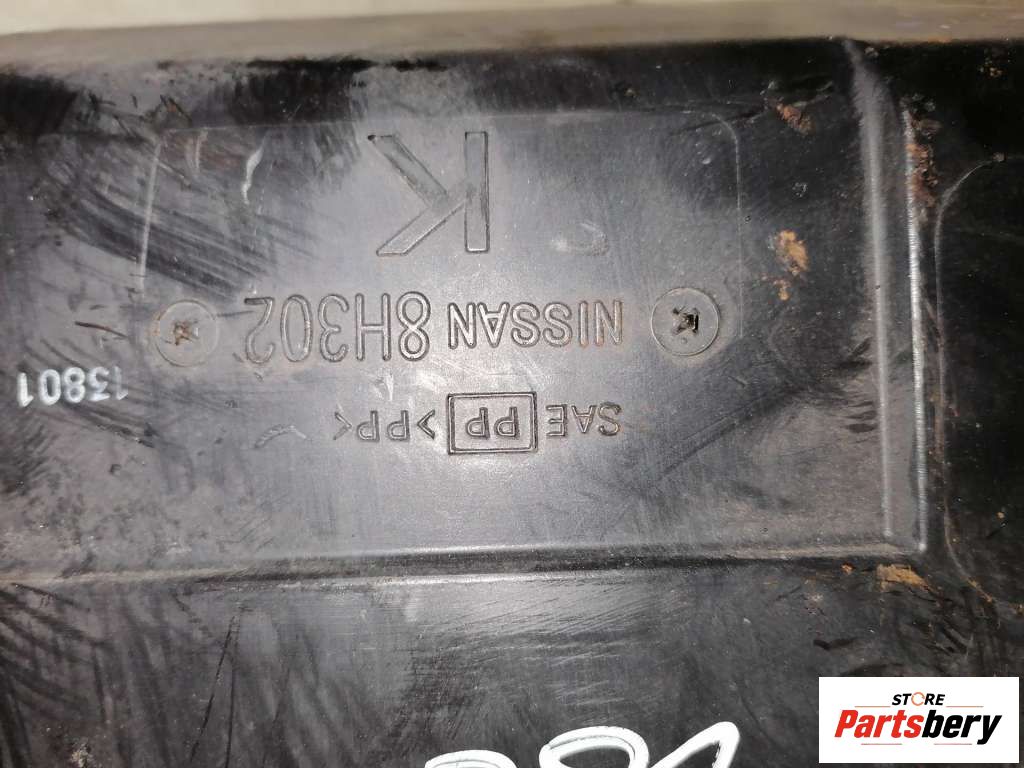 K
NISSAN 8H302
K
SAE PP >PP<
13801
STORE
Partsbery